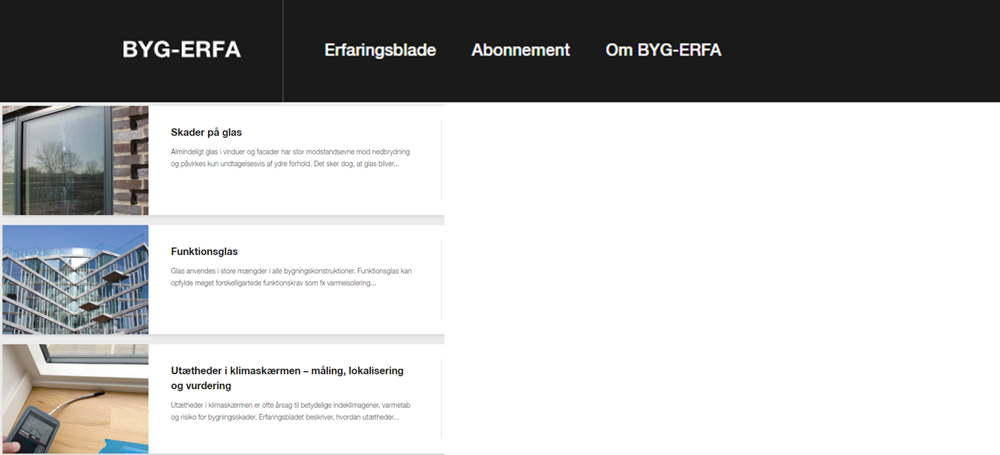 BYG-ERFA
Erfaringsblade
Abonnement
Om BYG-ERFA
Skader på glas
Almindeligt glas i vinduer og facader har stor modstandsevne mod nedbrydning
og påvirkes kun undtagelsesvis af ydre forhold. Det sker dog, at glas bliver...
Funktionsglas
Glas anvendes i store mængder i alle bygningskonstruktioner. Funktionsglas kan
opfylde meget forskelligartede funktionskrav som fx varmeisolering...
Utætheder i klimaskærmen – måling, lokalisering
og vurdering
Utætheder i klimaskærmen er ofte årsag til betydelige indeklimagener, varmetab
og risiko for bygningsskader. Erfaringsbladet beskriver, hvordan utætheder...